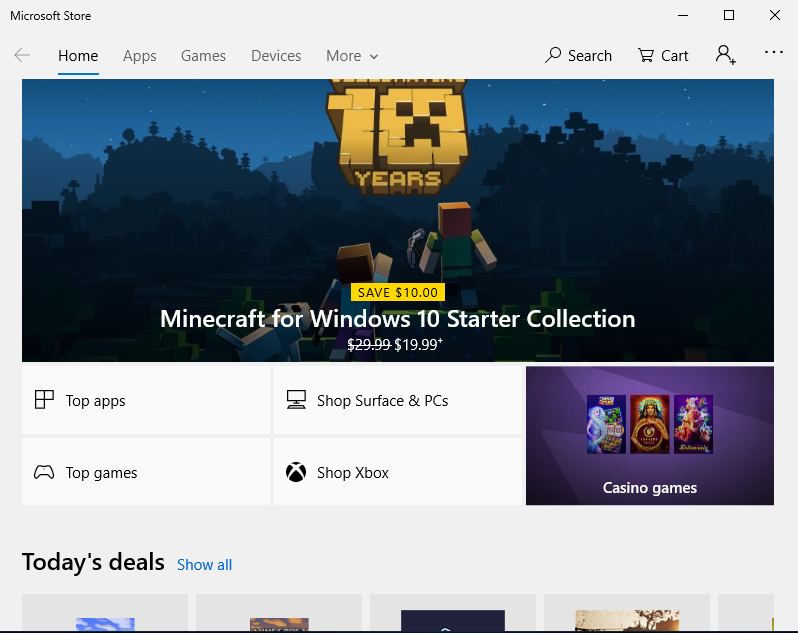 Microsoft Store
Home Apps Games Devices More Search Cart
10
YEARS
SAVE $10.00
Minecraft for Windows 10 Starter Collection
$29.99 $19.99+
Top apps
Shop Surface & PCs
Top games
Shop Xbox
Casino games
Today's deals Show all